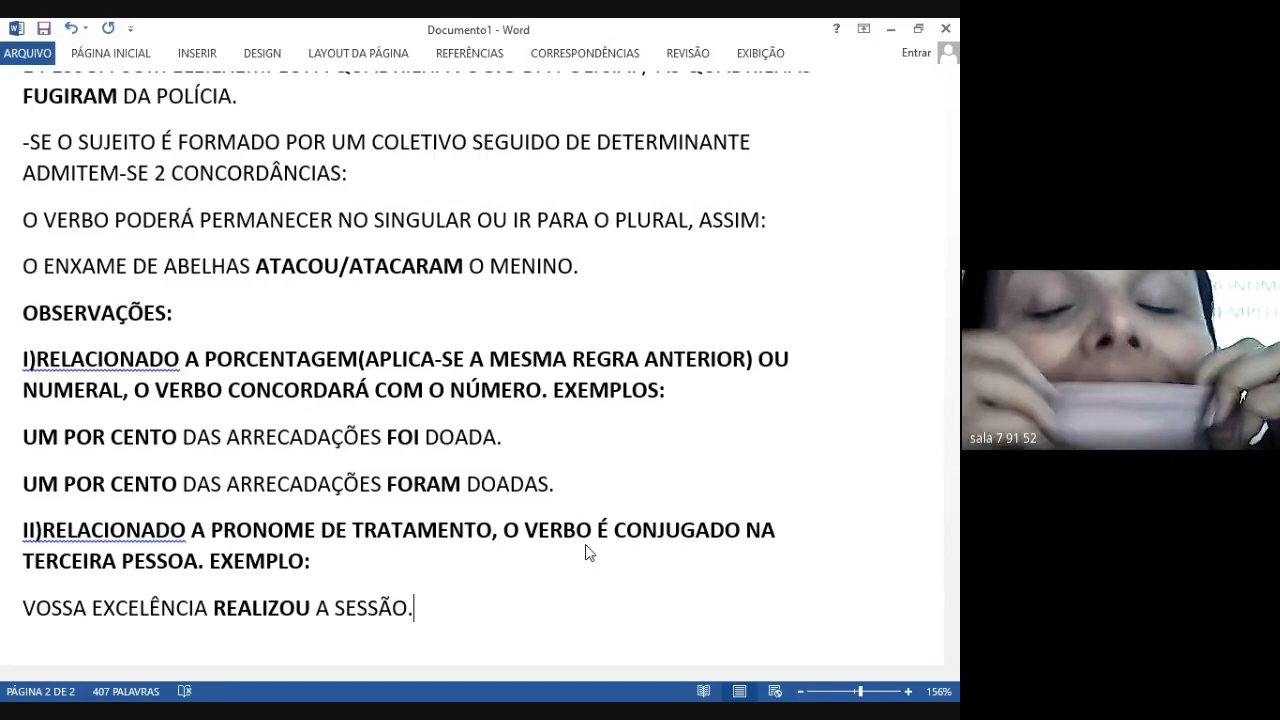 Documento1 - Word
?
ARQUIVO PÁGINA INICIAL INSERIR DESIGN LAYOUT DA PÁGINA REFERÊNCIAS CORRESPONDÊNCIAS REVISÃO EXIBIÇÃO Entrar
FUGIRAM DA POLÍCIA.
-SE O SUJEITO É FORMADO POR UM COLETIVO SEGUIDO DE DETERMINANTE
ADMITEM-SE 2 CONCORDÂNCIAS:
O VERBO PODERÁ PERMANECER NO SINGULAR OU IR PARA O PLURAL, ASSIM:
O ENXAME DE ABELHAS ATACOU/ATACARAM O MENINO.
OBSERVAÇÕES:
I)RELACIONADO A PORCENTAGEM(APLICA-SE A MESMA REGRA ANTERIOR) OU
NUMERAL, O VERBO CONCORDARÁ COM O NÚMERO. EXEMPLOS:
UM POR CENTO DAS ARRECADAÇÕES FOI DOADA.
UM POR CENTO DAS ARRECADAÇÕES FORAM DOADAS.
II)RELACIONADO A PRONOME DE TRATAMENTO, O VERBO É CONJUGADO NA
TERCEIRA PESSOA. EXEMPLO:
VOSSA EXCELÊNCIA REALIZOU A SESSÃO.
PÁGINA 2 DE 2 407 PALAVRAS 156%
sala 7 91 52